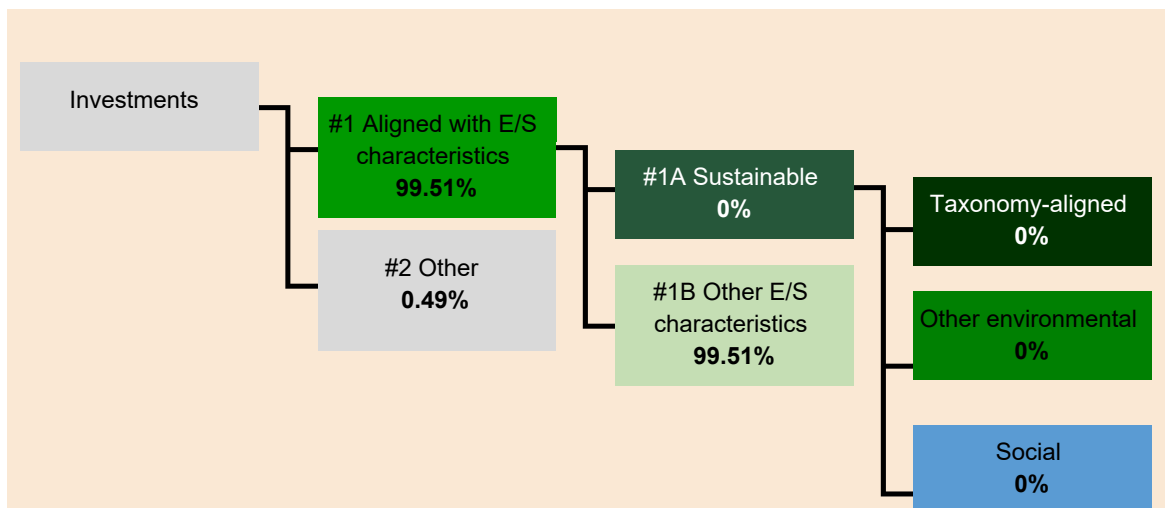 Investments
#1 Aligned with E/S
characteristics
99.51%
#2 Other
0.49%
#1A Sustainable
0%
#1B Other E/S
characteristics
99.51%
Taxonomy-aligned
0%
Other environmental
0%
Social
0%